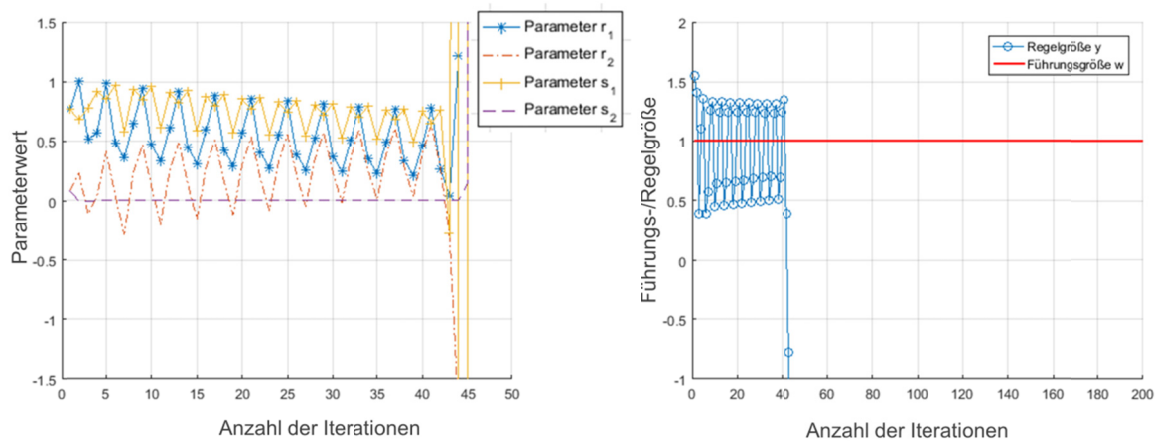 1.5
1
0.5
0
-0.5
-1
-1.5
Parameterwert
0 5 10 15 20 25 30 35 40 45 50
Anzahl der Iterationen
Parameter r1
Parameter r2
Parameter s1
Parameter s2
2
1.5
1
0.5
0
-0.5
-1
Führungs-/Regelgröße
0 20 40 60 80 100 120 140 160 180 200
Anzahl der Iterationen
Regelgröße y
Führungsgröße w